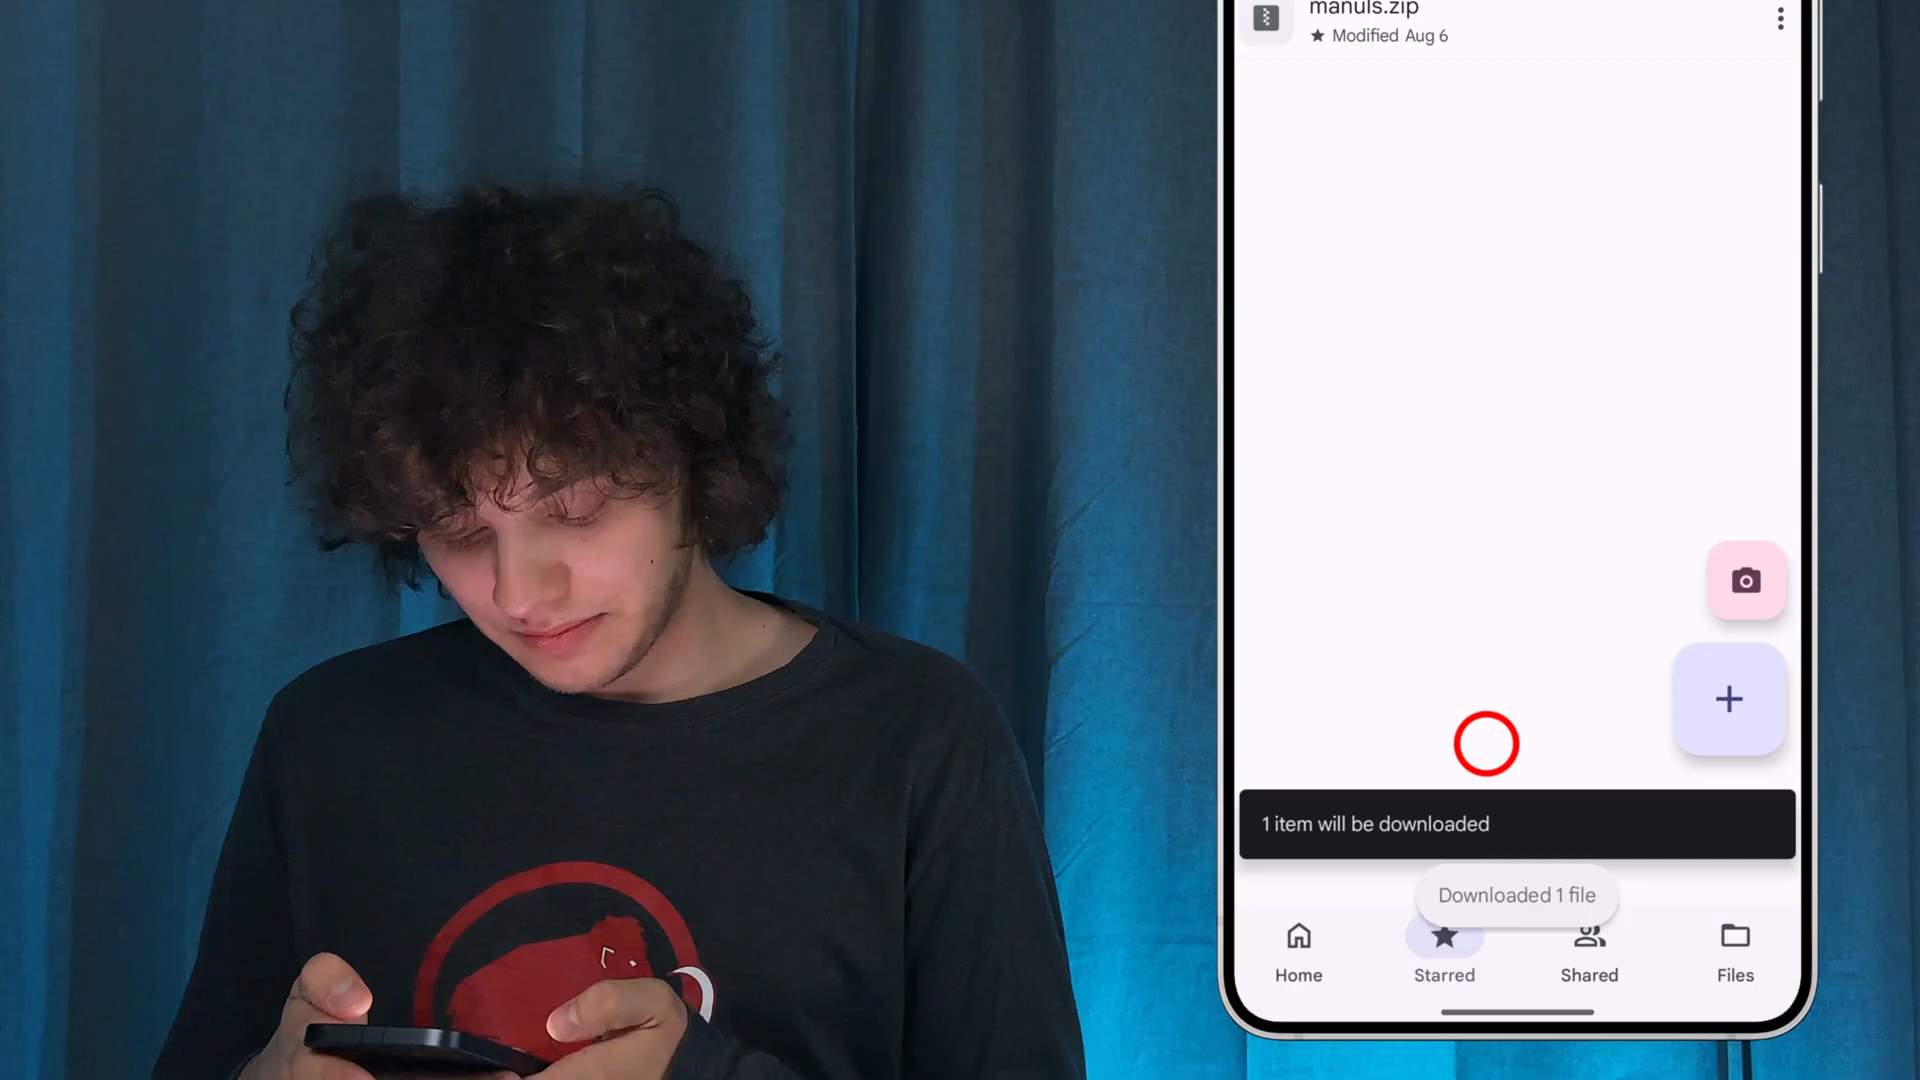 manuls.zip
Modified Aug 6
1 item will be downloaded
Downloaded 1 file
Home
Starred
Shared
Files